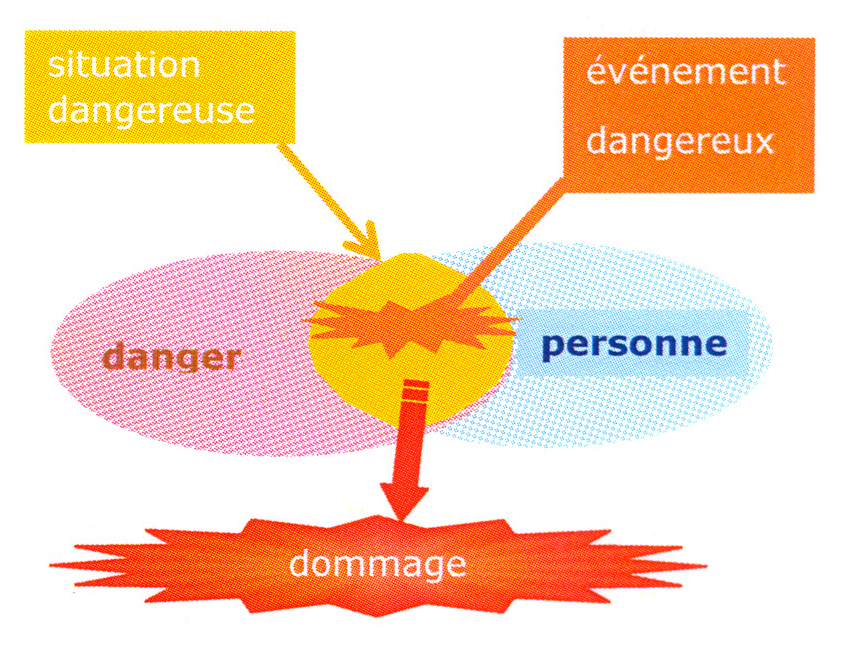 situation
dangereuse
événement
dangereux
danger
personne
dommage